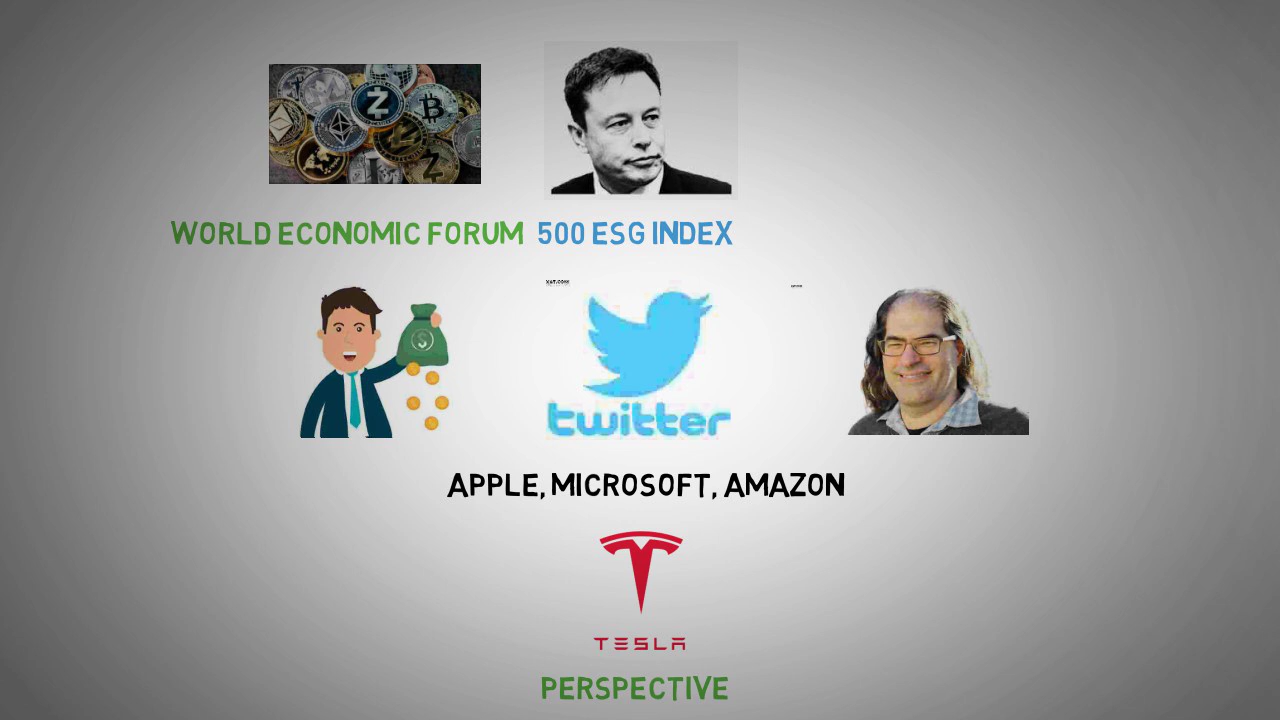 WORLD ECONOMIC FORUM 500 ESG INDEX
twitter
APPLE, MICROSOFT, AMAZON
TESLA
PERSPECTIVE